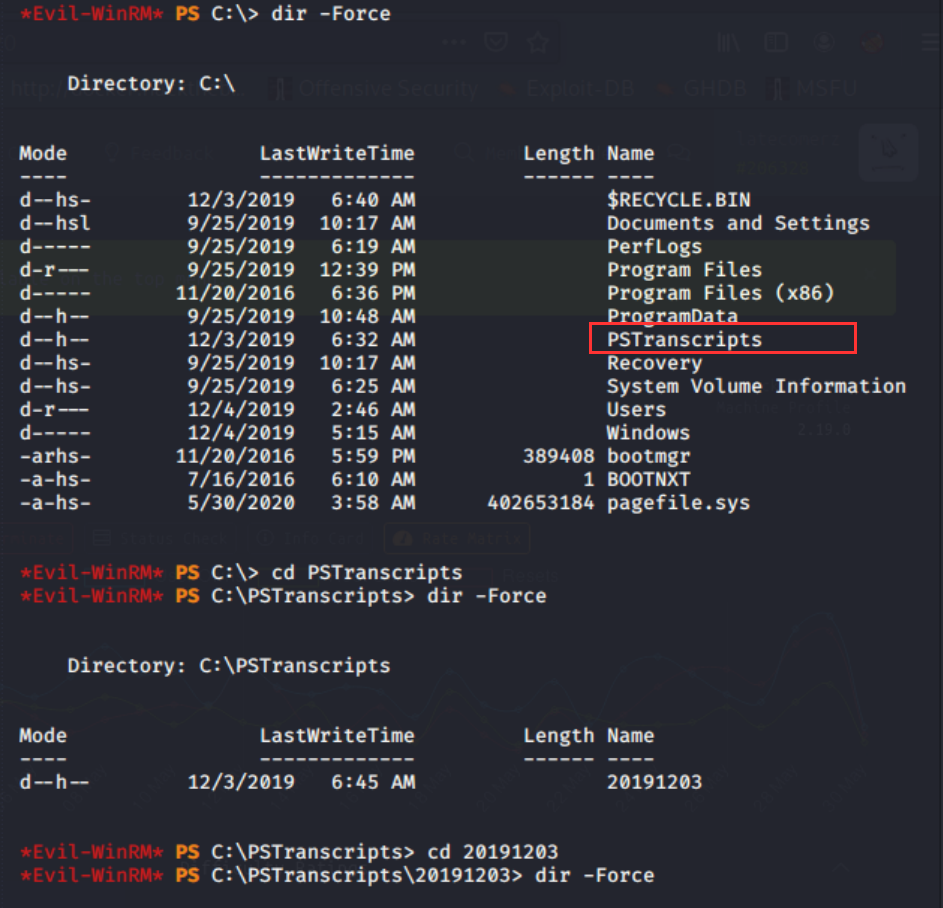 *Evil-WinRM* PS C:\> dir -Force
Directory: C:\
Mode LastWriteTime Length Name
---- ------------- ------ ----
d--hs- 12/3/2019 6:40 AM $RECYCLE.BIN
d--hsl 9/25/2019 10:17 AM Documents and Settings
d----- 9/25/2019 6:19 AM PerfLogs
d-r--- 9/25/2019 12:39 PM Program Files
d----- 11/20/2016 6:36 PM Program Files (x86)
d--h-- 9/25/2019 10:48 AM ProgramData
d--h-- 12/3/2019 6:32 AM PSTranscripts
d--hs- 9/25/2019 10:17 AM Recovery
d--hs- 9/25/2019 6:25 AM System Volume Information
d-r--- 12/4/2019 2:46 AM Users
d----- 12/4/2019 5:15 AM Windows
-arhs- 11/20/2016 5:59 PM 389408 bootmgr
-a-hs- 7/16/2016 6:10 AM 1 BOOTNXT
-a-hs- 5/30/2020 3:58 AM 402653184 pagefile.sys
*Evil-WinRM* PS C:\> cd PSTranscripts
*Evil-WinRM* PS C:\PSTranscripts> dir -Force
Directory: C:\PSTranscripts
Mode LastWriteTime Length Name
---- ------------- ------ ----
d--h-- 12/3/2019 6:45 AM 20191203
*Evil-WinRM* PS C:\PSTranscripts> cd 20191203
*Evil-WinRM* PS C:\PSTranscripts\20191203> dir -Force